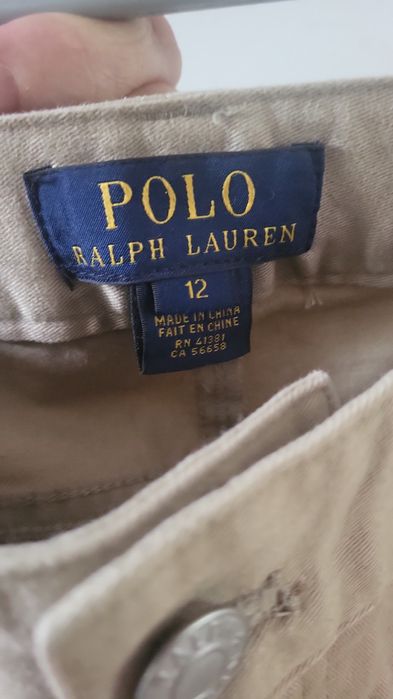 POLO
RALPH LAUREN
12
MADE IN CHINA
FAIT EN CHINE
RN 41381
CA 56658